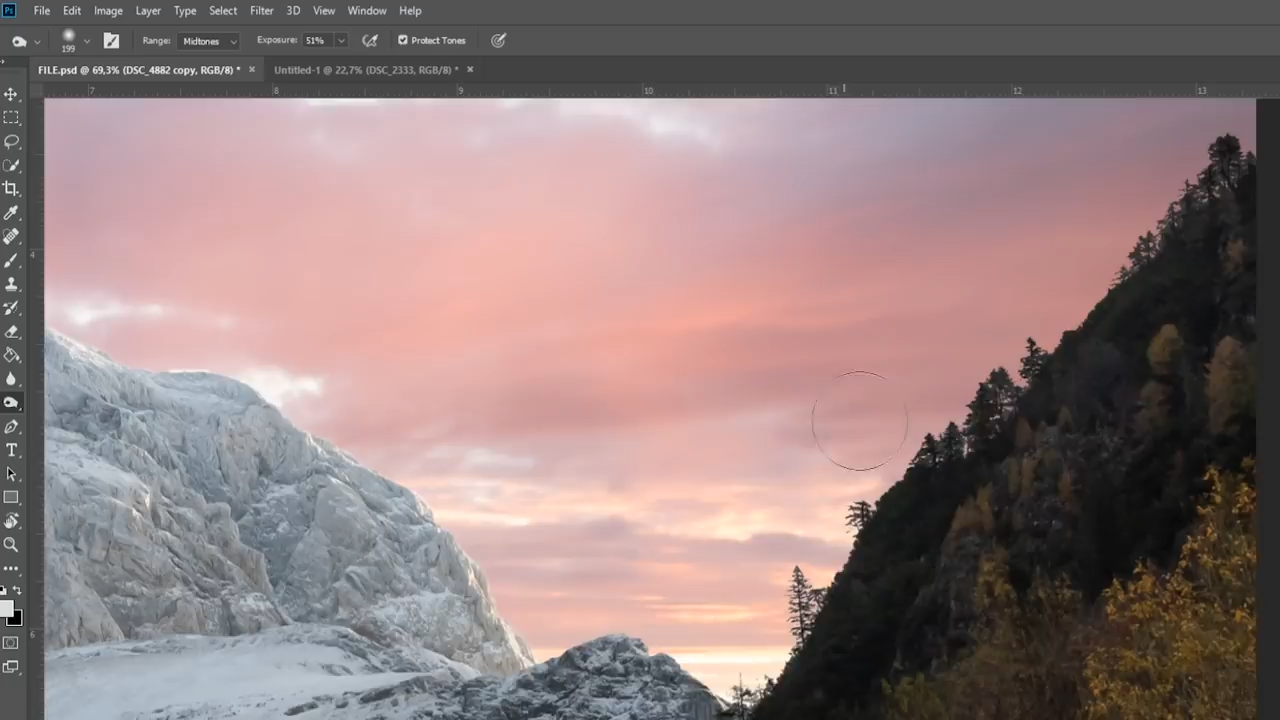 Ps File Edit Image Layer Type Select Filter 3D View Window Help
199 Range: Midtones Exposure: 51% Protect Tones
FILE.psd @ 69,3% (DSC_4882 copy, RGB/8) * × Untitled-1 @ 22,7% (DSC_2333, RGB/8) * ×
7 8 9 10 11 12 13
4
T
6